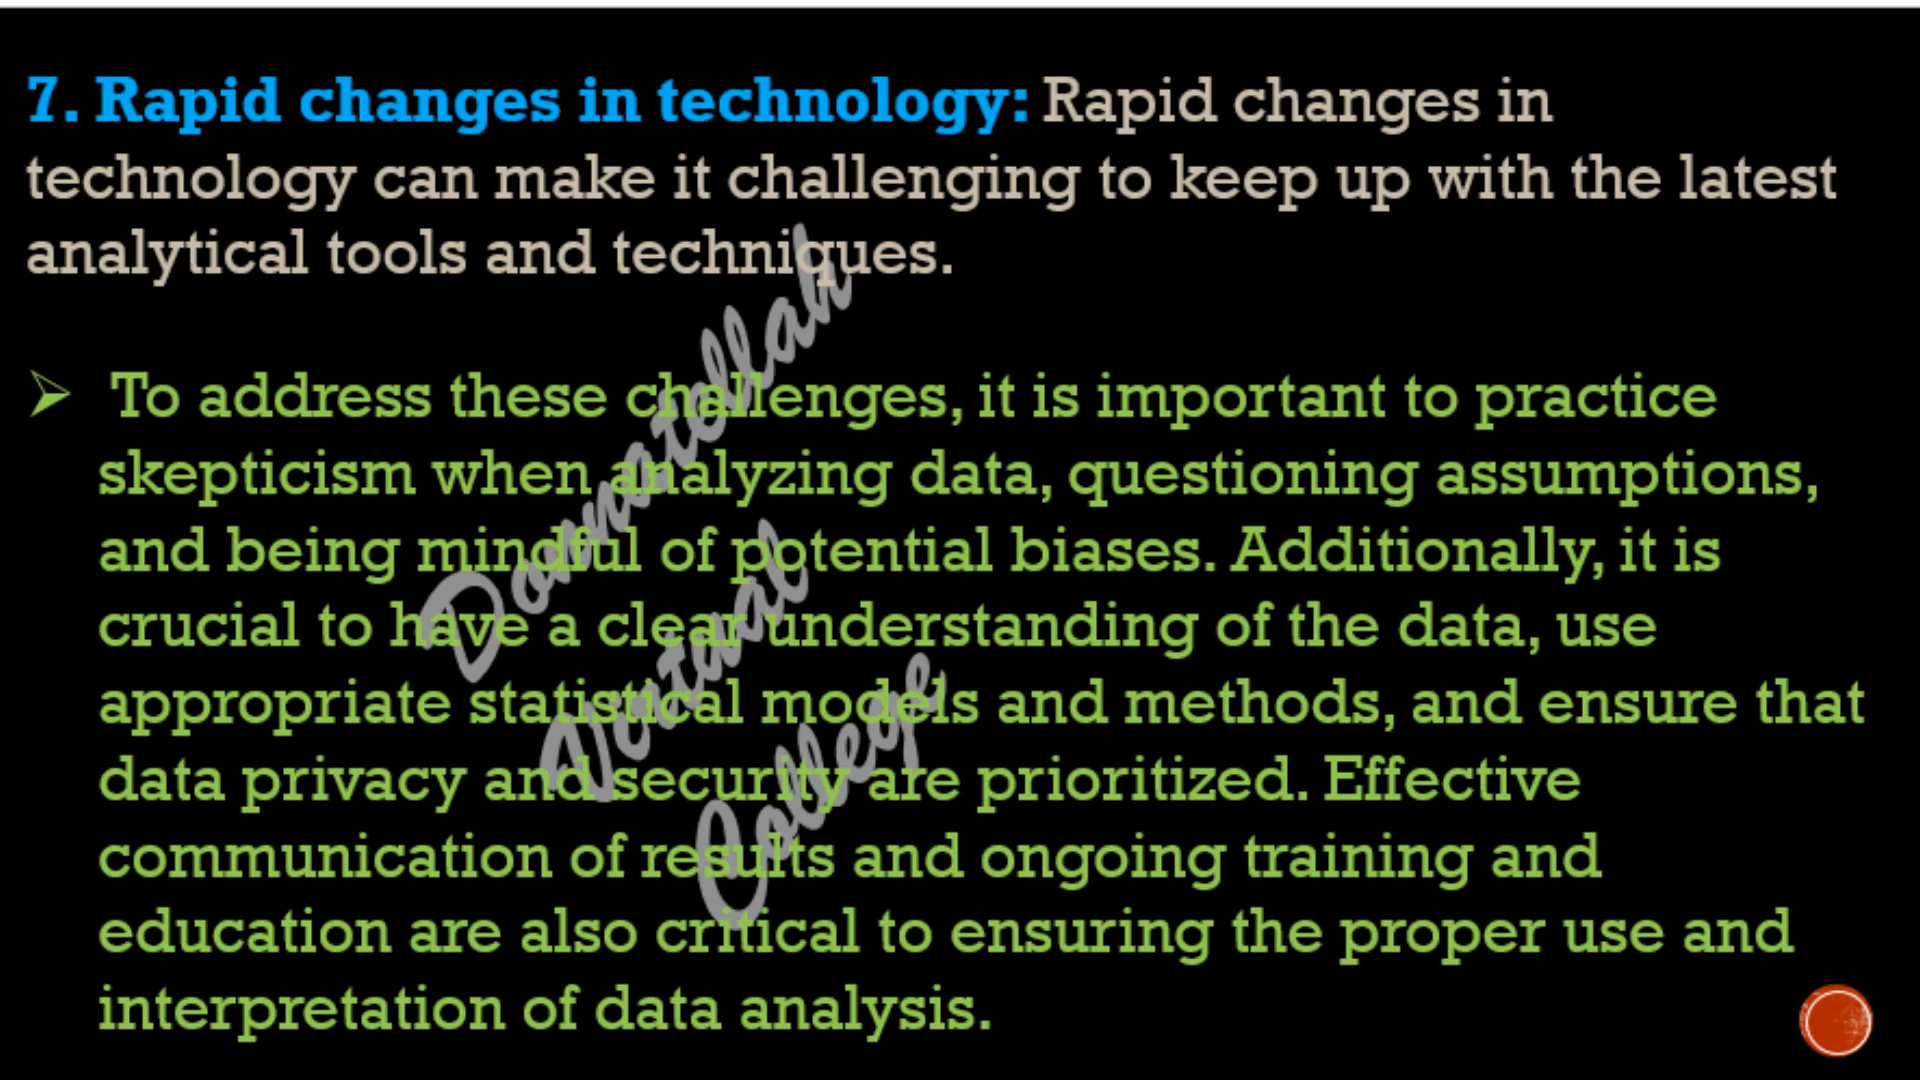 7. Rapid changes in technology: Rapid changes in
technology can make it challenging to keep up with the latest
analytical tools and techniques.
To address these challenges, it is important to practice
skepticism when analyzing data, questioning assumptions,
and being mindful of potential biases. Additionally, it is
crucial to have a clear understanding of the data, use
appropriate statistical models and methods, and ensure that
data privacy and security are prioritized. Effective
communication of results and ongoing training and
education are also critical to ensuring the proper use and
interpretation of data analysis.
College